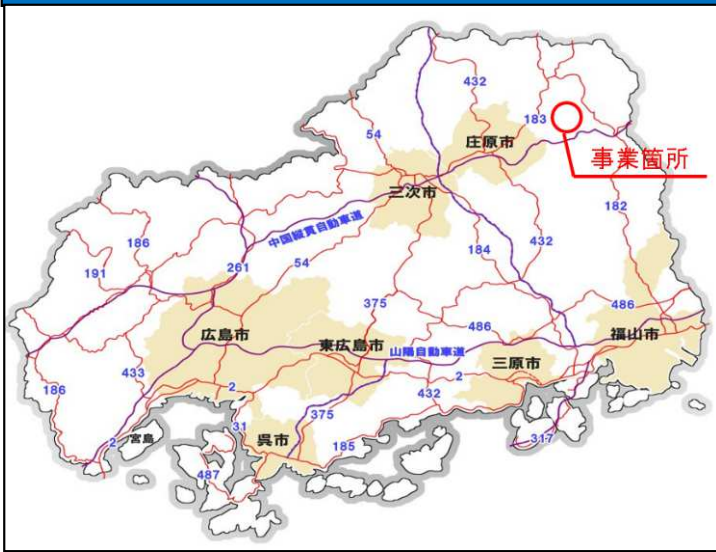 432
183
54
庄原市
事業箇所
三次市
182
186
中国縦貫自動車道
184
432
191
261
54
375
486
広島市
東広島市
山陽自動車道
486
福山市
三原市
186
433
2
2
432
31
375
2
宮島
呉市
185
317
487